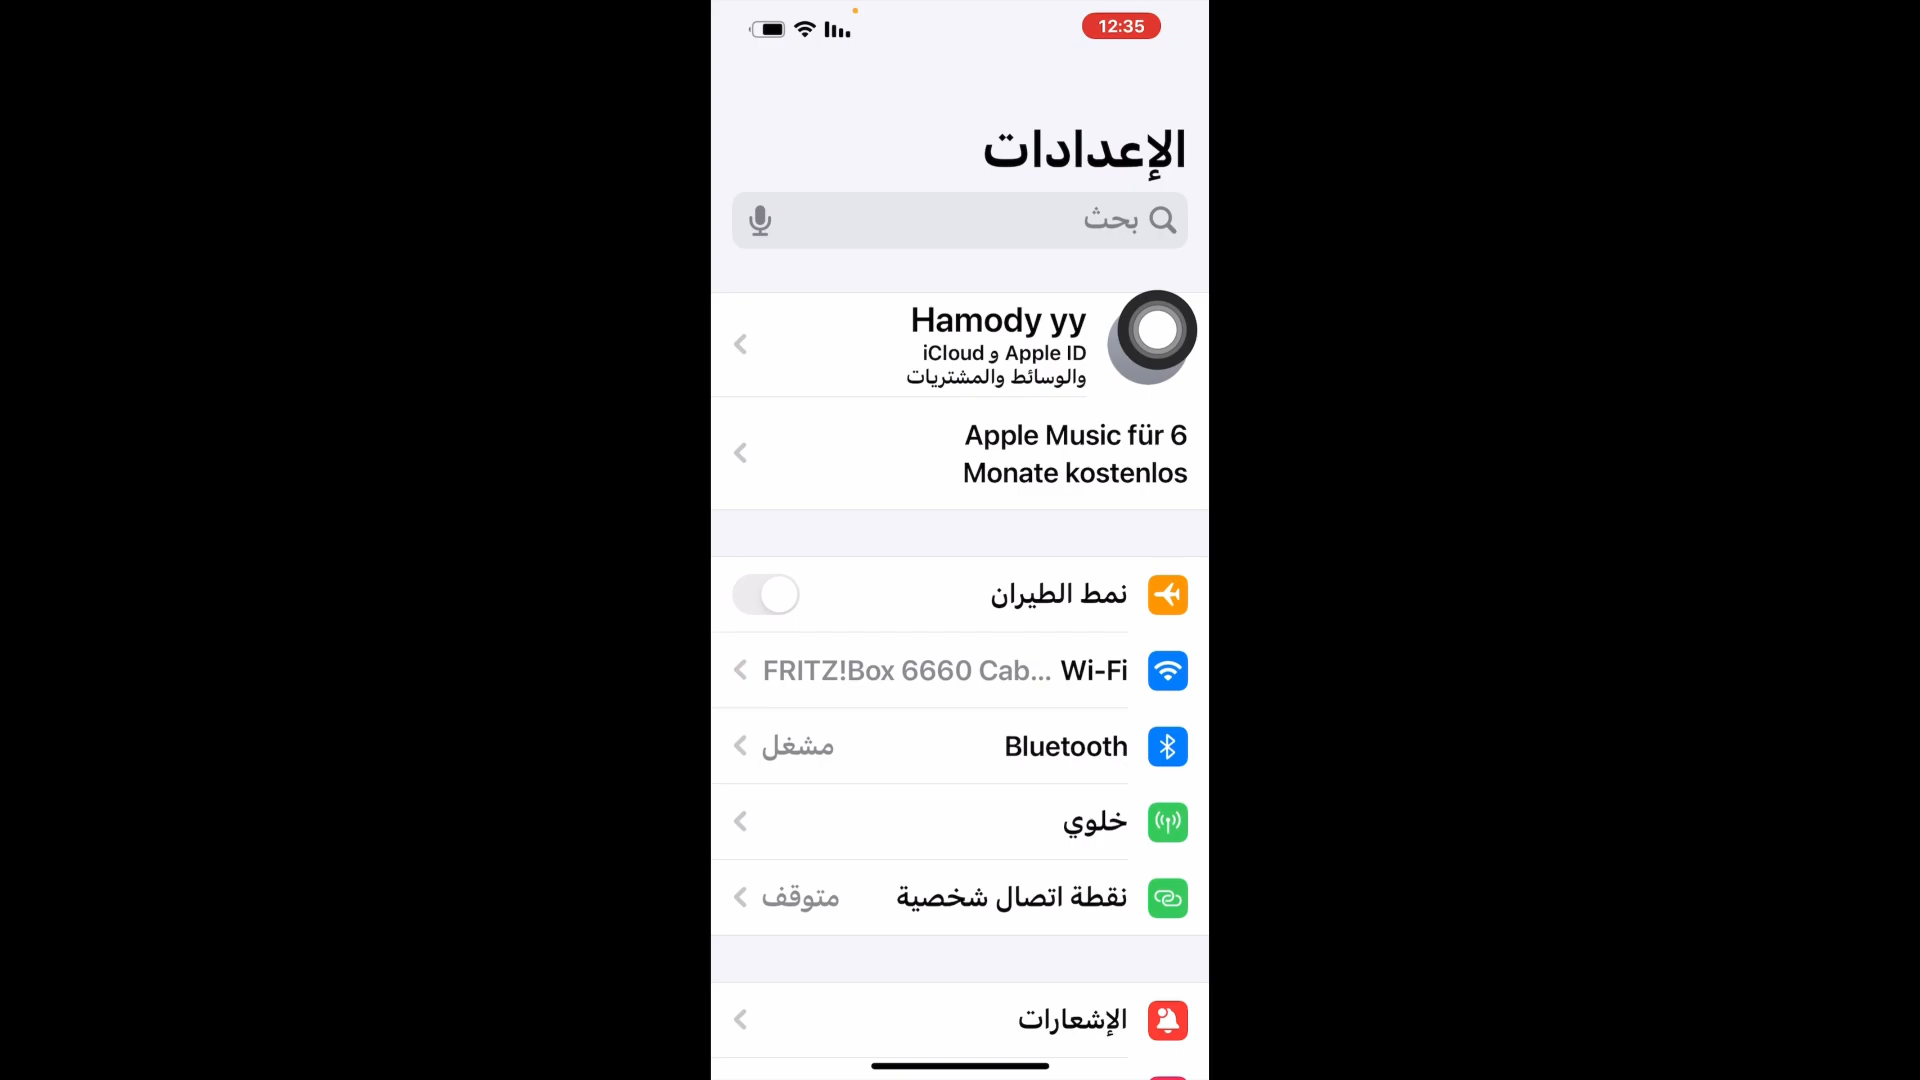 12:35
الإعدادات
بحث
Hamody yy
Apple ID و iCloud
والوسائط والمشتريات
Apple Music für 6
Monate kostenlos
نمط الطيران
Wi-Fi FRITZ!Box 6660 Cab...
Bluetooth مشغل
خلوي
نقطة اتصال شخصية متوقف
الإشعارات